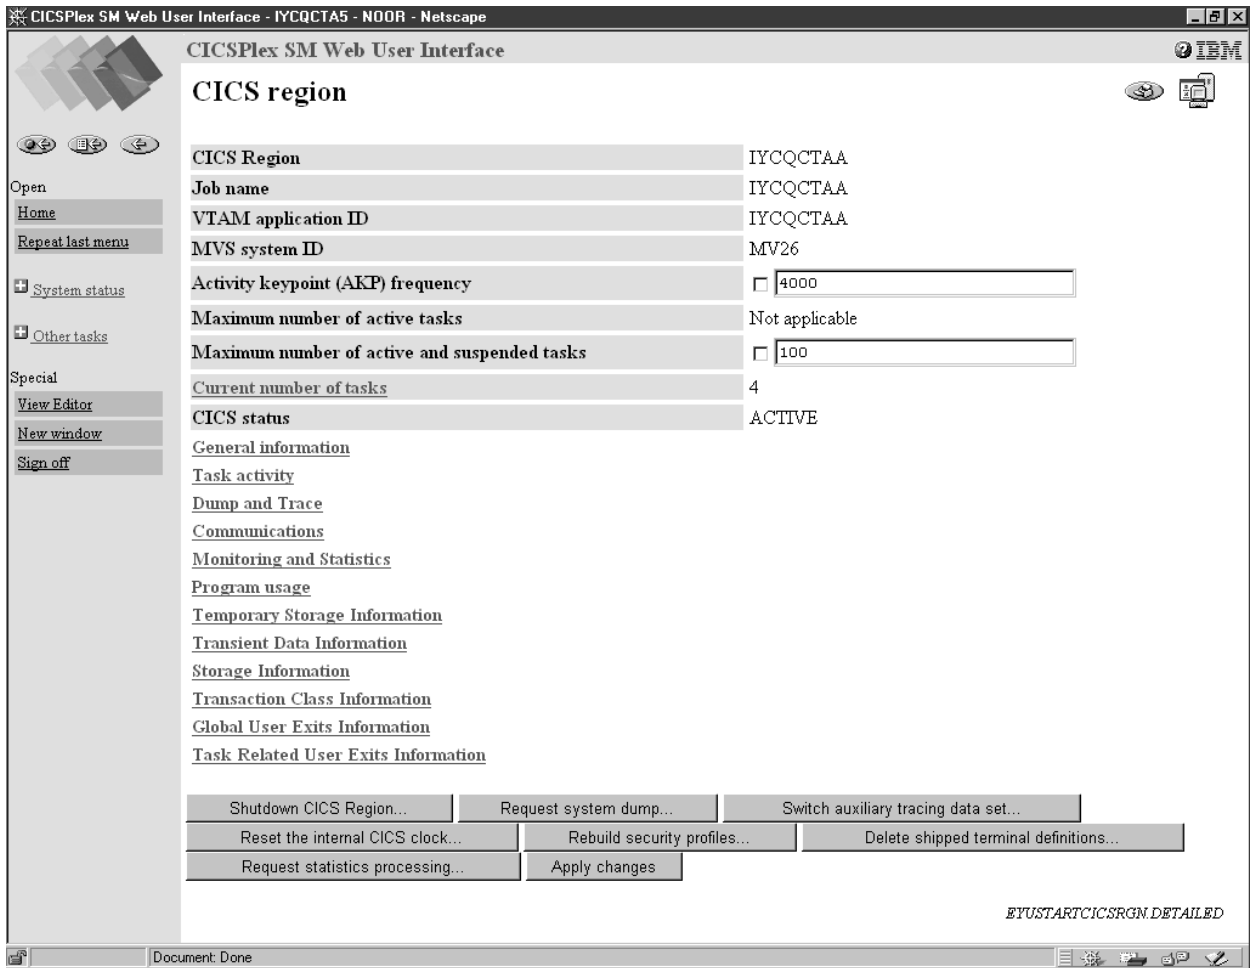 CICSPlex SM Web User Interface - IYCQCTA5 - NOOR - Netscape
CICSPlex SM Web User Interface
IBM
CICS region
Open
Home
Repeat last menu
System status
Other tasks
Special
View Editor
New window
Sign off
CICS Region IYCQCTAA
Job name IYCQCTAA
VTAM application ID IYCQCTAA
MVS system ID MV26
Activity keypoint (AKP) frequency 4000
Maximum number of active tasks Not applicable
Maximum number of active and suspended tasks 100
Current number of tasks 4
CICS status ACTIVE
General information
Task activity
Dump and Trace
Communications
Monitoring and Statistics
Program usage
Temporary Storage Information
Transient Data Information
Storage Information
Transaction Class Information
Global User Exits Information
Task Related User Exits Information
Shutdown CICS Region... Request system dump... Switch auxiliary tracing data set...
Reset the internal CICS clock... Rebuild security profiles... Delete shipped terminal definitions...
Request statistics processing... Apply changes
EYUSTARTCICSRGN.DETAILED
Document: Done